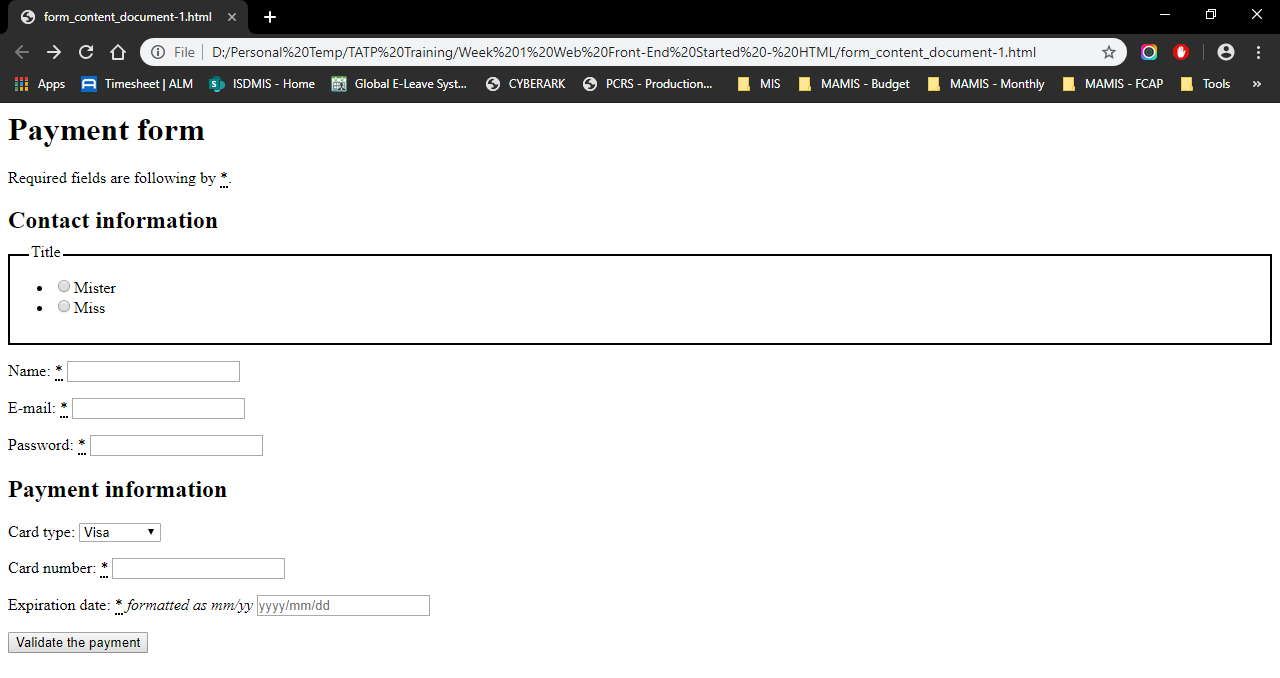 form_content_document-1.html
File D:/Personal%20Temp/TATP%20Training/Week%201%20Web%20Front-End%20Started%20-%20HTML/form_content_document-1.html
Apps Timesheet | ALM S ISDMIS - Home Global E-Leave Syst... CYBERARK PCRS - Production... MIS MAMIS - Budget MAMIS - Monthly MAMIS - FCAP Tools »
Payment form
Required fields are following by *.
Contact information
Title
Mister
Miss
Name: *
E-mail: *
Password: *
Payment information
Card type: Visa
Card number: *
Expiration date: * formatted as mm/yy yyyy/mm/dd
Validate the payment